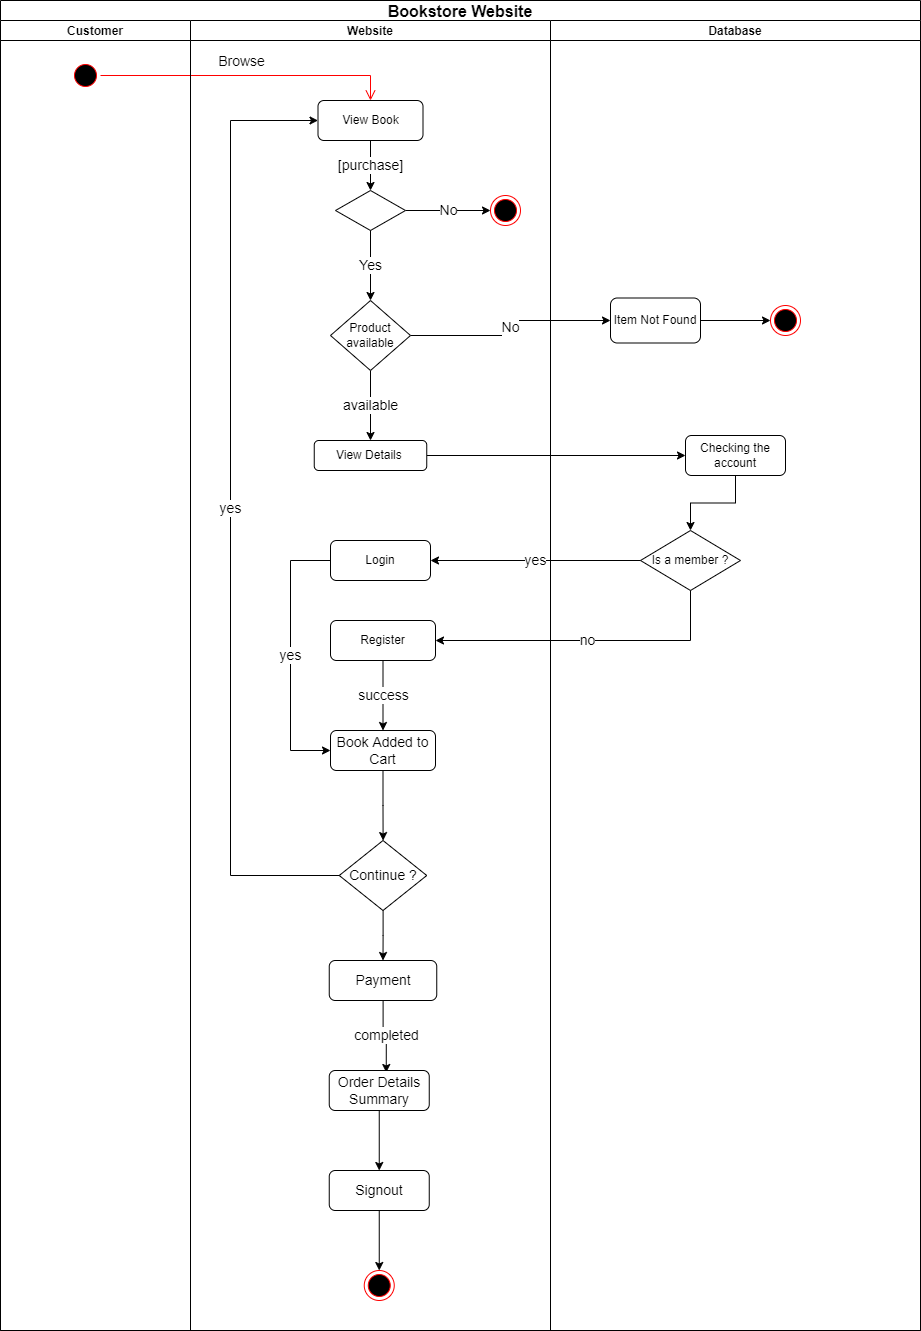 Bookstore Website
Customer
Website
Database
Browse
View Book
[purchase]
No
Yes
Product
available
No
Item Not Found
available
View Details
Checking the
account
yes
Login
yes
Is a member ?
Register
no
yes
success
Book Added to
Cart
Continue ?
Payment
completed
Order Details
Summary
Signout